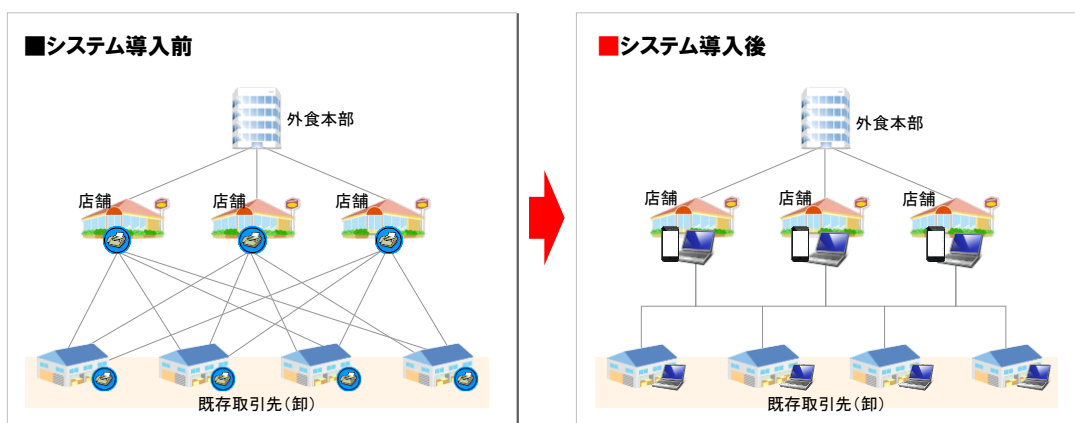 ■システム導入前
外食本部
店舗
店舗
店舗
既存取引先(卸)
■システム導入後
外食本部
店舗
店舗
店舗
既存取引先(卸)